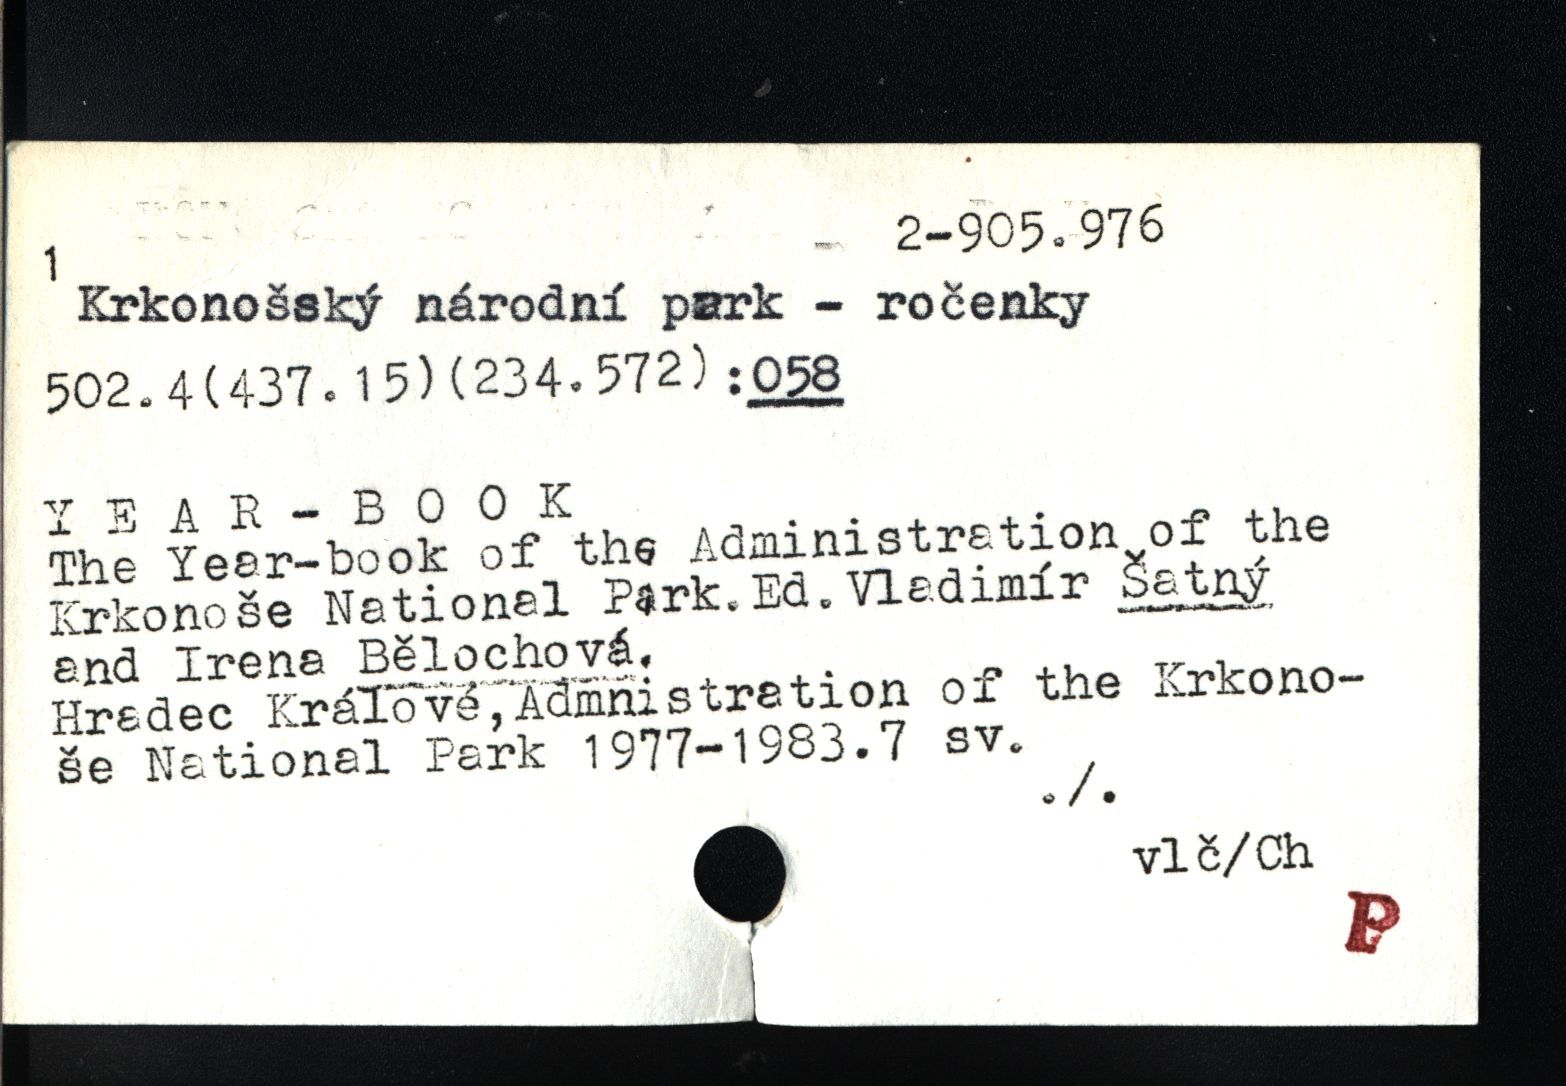 2-905.976
1
Krkonošský národní park - ročenky
502.4(437.15)(234.572):058
Y E A R - B O O K
The Year-book of the Administration of the
Krkonoše National Park.Ed.Vladimír Šatný
and Irena Bělochová.
Hradec Králové,Admnistration of the Krkono-
še National Park 1977-1983.7 sv.
./.
vlč/Ch
P